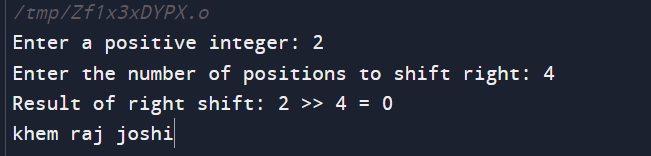 /tmp/Zf1x3xDYPX.o
Enter a positive integer: 2
Enter the number of positions to shift right: 4
Result of right shift: 2 >> 4 = 0
khem raj joshi